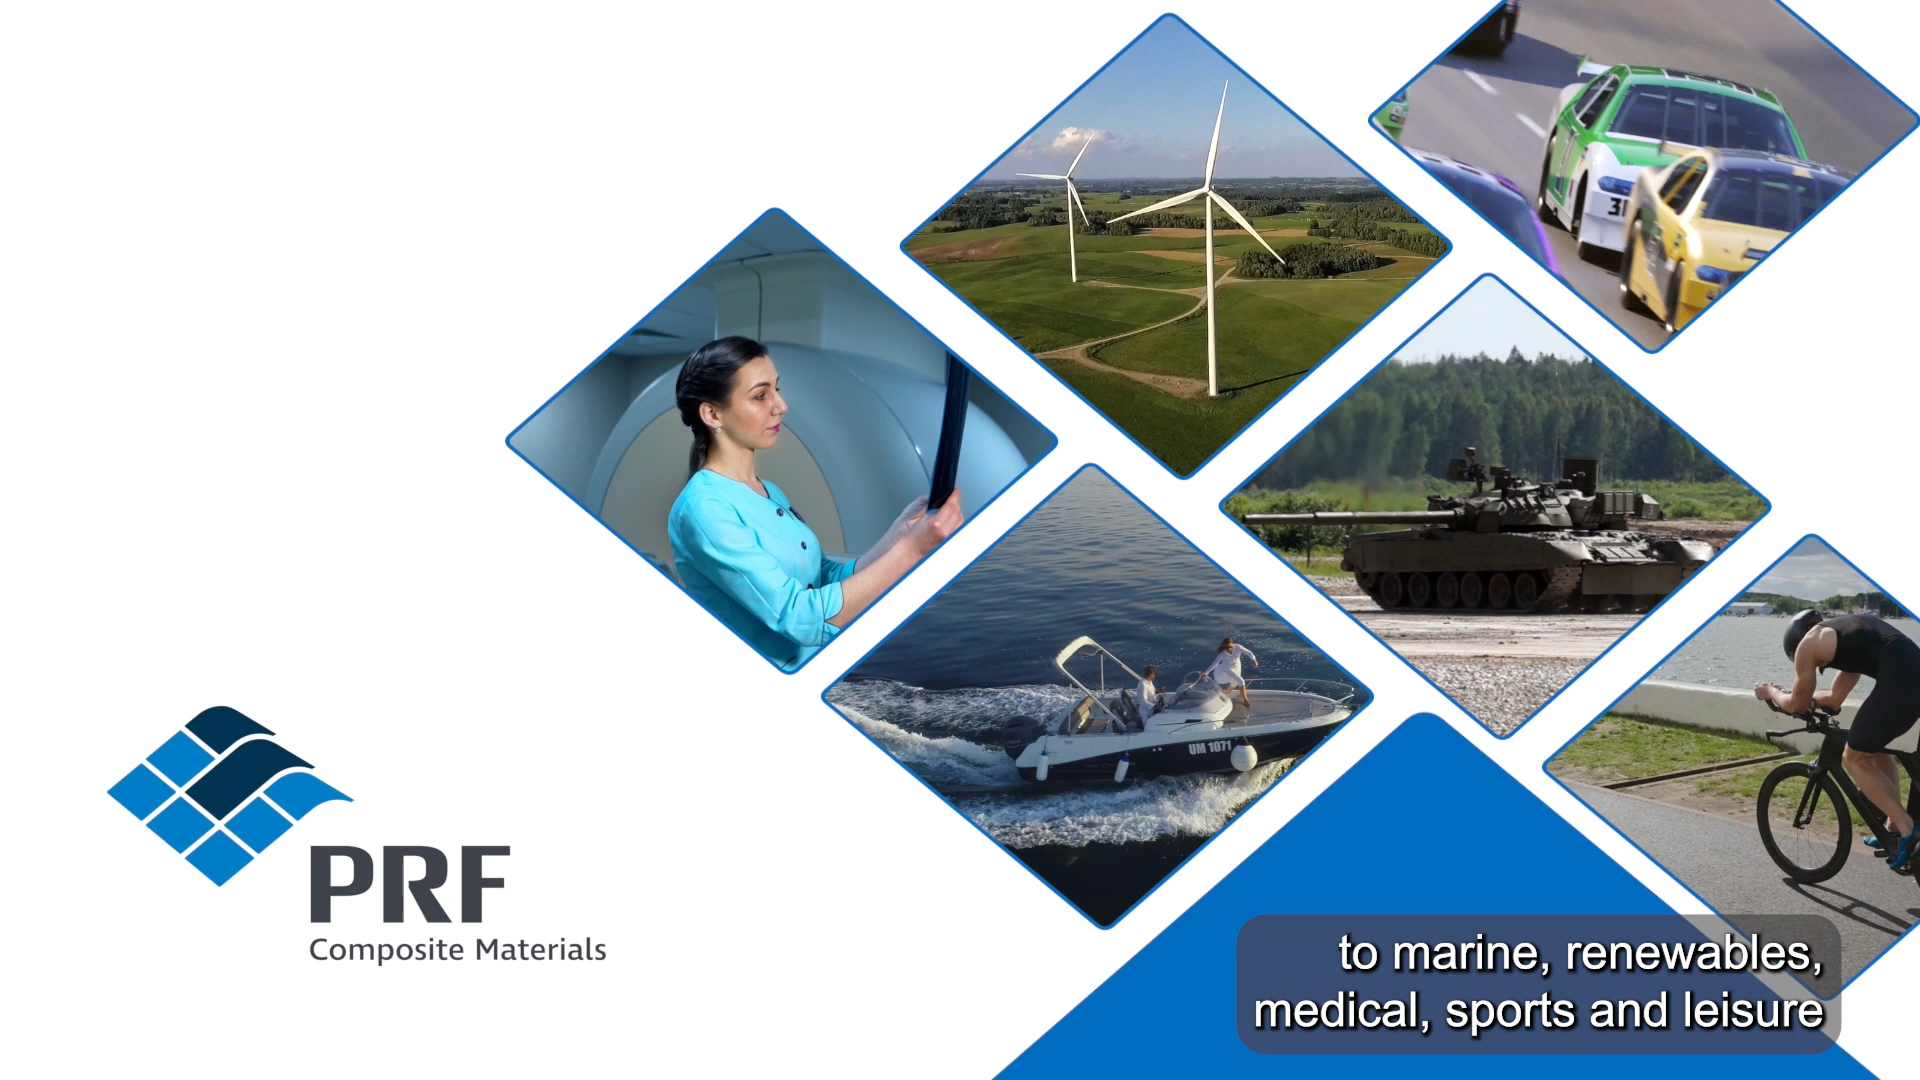 31
UM 1071
PRF
Composite Materials
to marine, renewables,
medical, sports and leisure